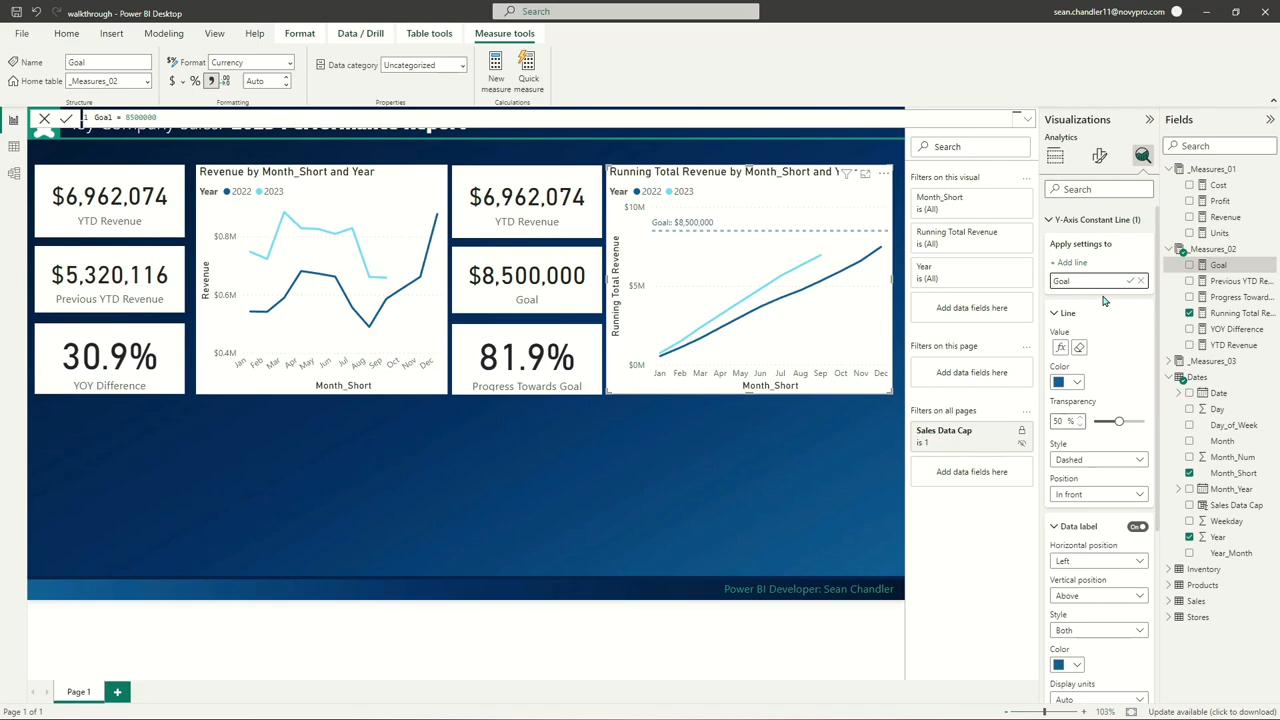 walkthrough - Power BI Desktop
Search
sean.chandler11@novypro.com
File
Home
Insert
Modeling
View
Help
Format
Data / Drill
Table tools
Measure tools
Name
Goal
Home table
_Measures_02
Structure
Format
Currency
$
%
Auto
Formatting
Data category
Uncategorized
Properties
New measure
Quick measure
Calculations
1 Goal = 8500000
$6,962,074
YTD Revenue
$5,320,116
Previous YTD Revenue
30.9%
YOY Difference
Revenue by Month_Short and Year
Year 2022 2023
Revenue
$0.8M
$0.6M
$0.4M
Jan Feb Mar Apr May Jun Jul Aug Sep Oct Nov Dec
Month_Short
$6,962,074
YTD Revenue
$8,500,000
Goal
81.9%
Progress Towards Goal
Running Total Revenue by Month_Short and Y
Year 2022 2023
Running Total Revenue
$10M
Goal: $8,500,000
$5M
$0M
Jan Feb Mar Apr May Jun Jul Aug Sep Oct Nov Dec
Month_Short
Power BI Developer: Sean Chandler
Search
Filters on this visual
Month_Short
is (All)
Running Total Revenue
is (All)
Year
is (All)
Add data fields here
Filters on this page
Add data fields here
Filters on all pages
Sales Data Cap
is 1
Add data fields here
Visualizations
Analytics
Search
Y-Axis Constant Line (1)
Apply settings to
+ Add line
Goal
Line
Value
fx
Color
Transparency
50 %
Style
Dashed
Position
In front
Data label
On
Horizontal position
Left
Vertical position
Above
Style
Both
Color
Display units
Auto
Fields
Search
_Measures_01
Cost
Profit
Revenue
Units
_Measures_02
Goal
Previous YTD Re...
Progress Toward...
Running Total Re...
YOY Difference
YTD Revenue
_Measures_03
Dates
Date
Day
Day_of_Week
Month
Month_Num
Month_Short
Month_Year
Sales Data Cap
Weekday
Year
Year_Month
Inventory
Products
Sales
Stores
Page 1
Page 1 of 1
103%
Update available (click to download)